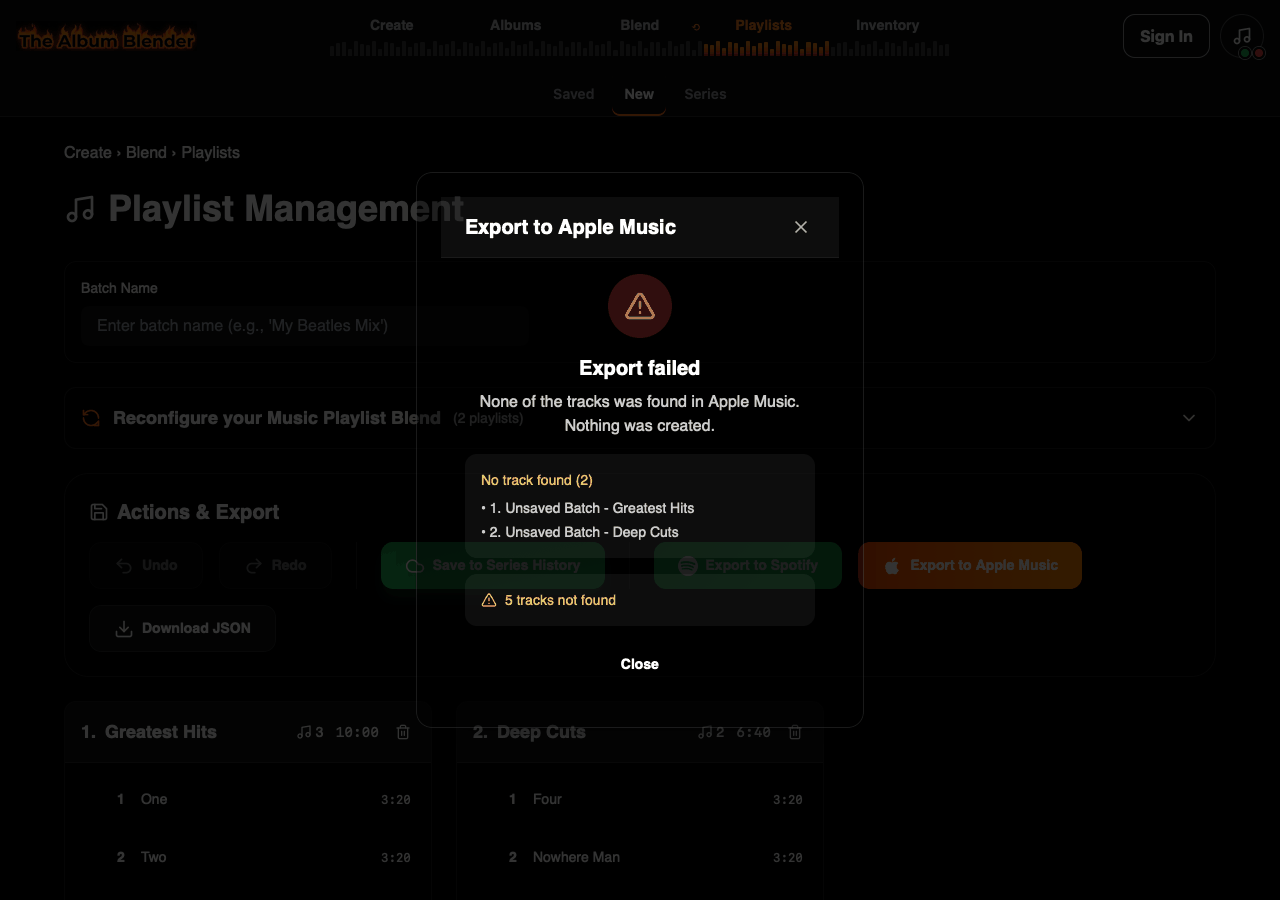 The Album Blender
Create
Albums
Blend
Playlists
Inventory
Sign In
Saved
New
Series
Create › Blend › Playlists
Playlist Management
Batch Name
Enter batch name (e.g., 'My Beatles Mix')
Reconfigure your Music Playlist Blend (2 playlists)
Actions & Export
Undo
Redo
Save to Series History
Export to Spotify
Export to Apple Music
Download JSON
Export to Apple Music
Export failed
None of the tracks was found in Apple Music.
Nothing was created.
No track found (2)
• 1. Unsaved Batch - Greatest Hits
• 2. Unsaved Batch - Deep Cuts
5 tracks not found
Close
1. Greatest Hits 3 10:00
1 One 3:20
2 Two 3:20
2. Deep Cuts 2 6:40
1 Four 3:20
2 Nowhere Man 3:20